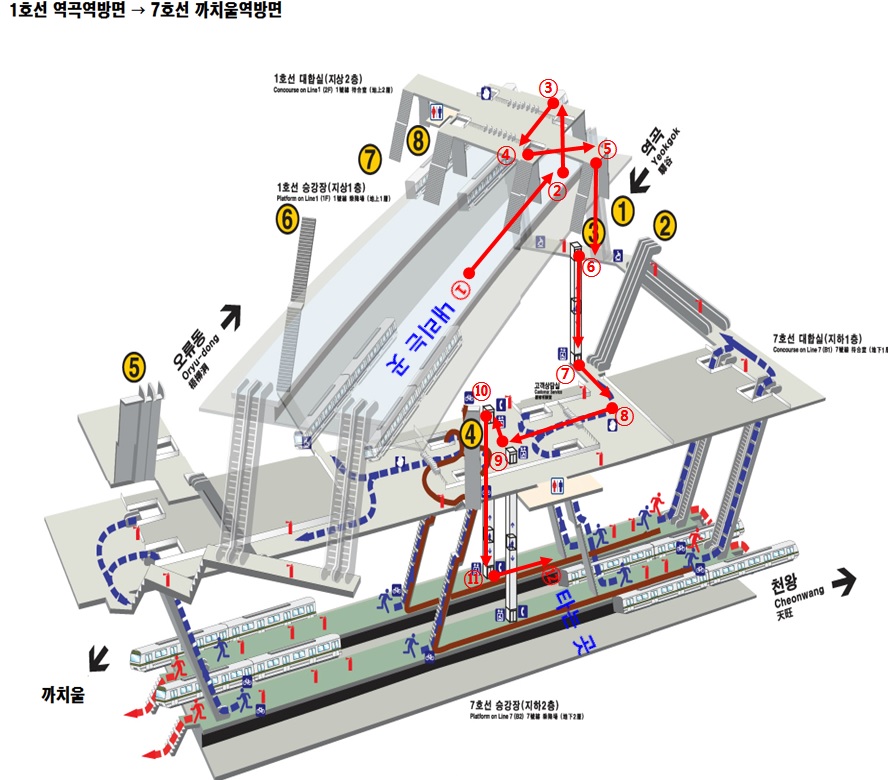 1호선 역곡역방면 → 7호선 까치울역방면
1호선 대합실(지상2층)
Concourse on Line1 (2F) 1號線 待合室 (地上2層)
③
⑧
7
8
④
⑤
②
역곡
Yeokgok
驛谷
1호선 승강장(지상1층)
Platform on Line1 (1F) 1號線 乘降場 (地上1層)
6
1
3
2
⑥
①
내리는 곳
오류동
Oryu-dong
梧柳洞
7호선 대합실(지하1층)
Concourse on Line 7 (B1) 7號線 待合室 (地下1層
5
⑦
고객상담실
Customer Service
⑩
⑧
4
⑨
⑪
⑫
타는 곳
천왕
Cheonwang
天旺
까치울
7호선 승강장(지하2층)
Platform on Line 7 (B2) 7號線 乘降場 (地下2層)